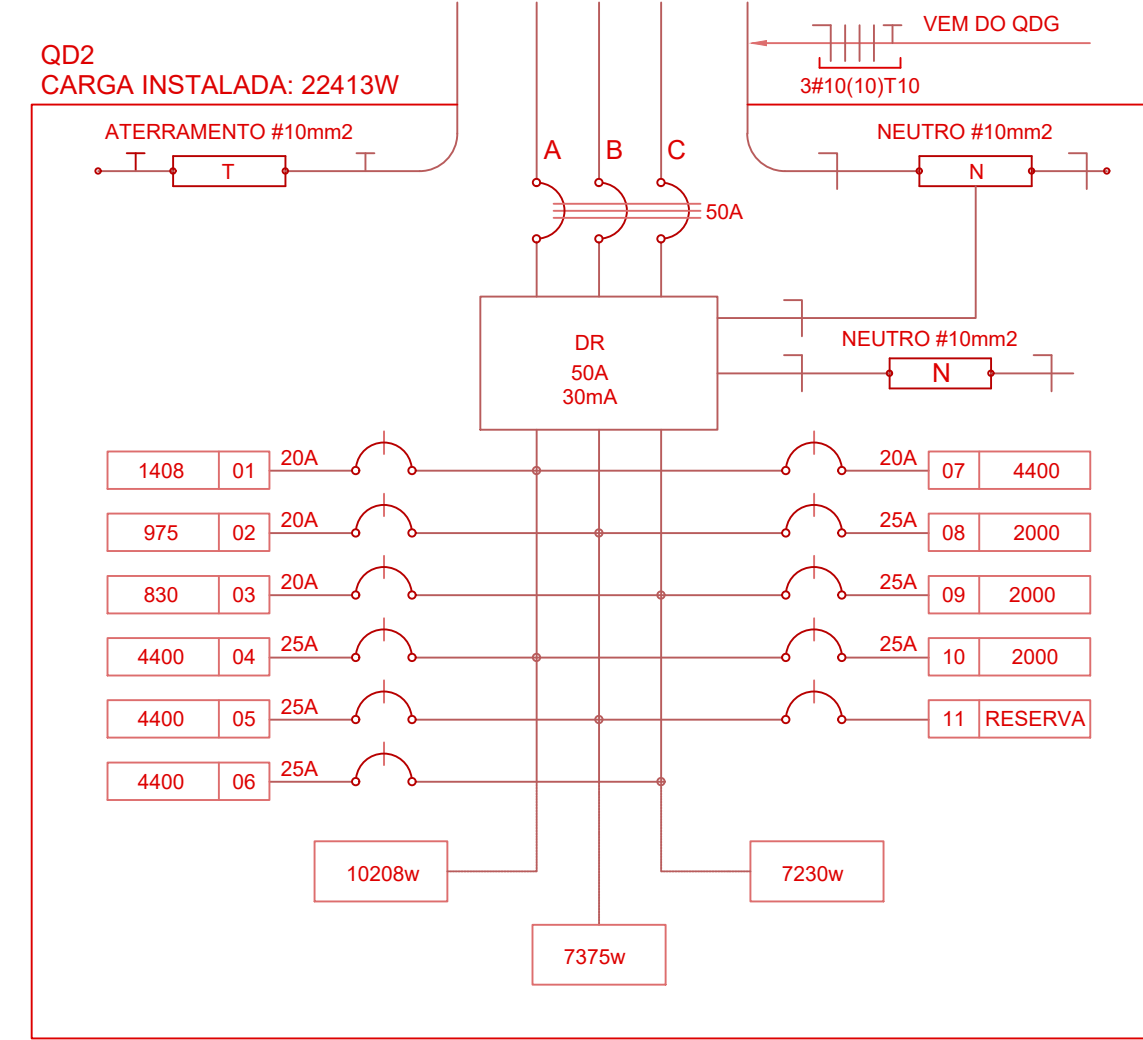 VEM DO QDG
3#10(10)T10
QD2
CARGA INSTALADA: 22413W
ATERRAMENTO #10mm2
T
NEUTRO #10mm2
N
A B C
50A
DR
50A
30mA
NEUTRO #10mm2
N
1408 01 20A
20A 07 4400
975 02 20A
25A 08 2000
830 03 20A
25A 09 2000
4400 04 25A
25A 10 2000
4400 05 25A
11 RESERVA
4400 06 25A
10208w
7230w
7375w